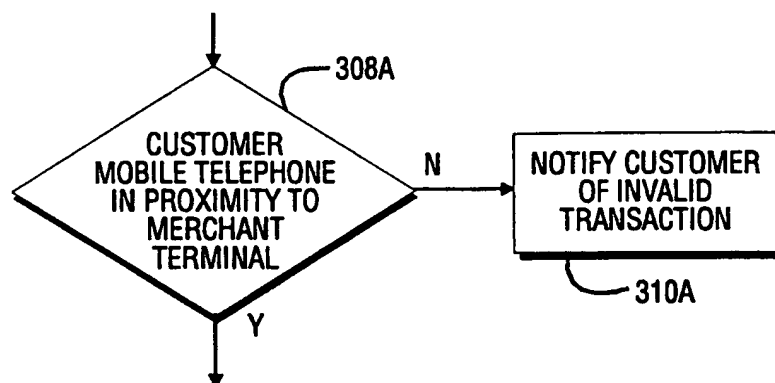 308A
CUSTOMER
MOBILE TELEPHONE
IN PROXIMITY TO
MERCHANT
TERMINAL
N
NOTIFY CUSTOMER
OF INVALID
TRANSACTION
310A
Y